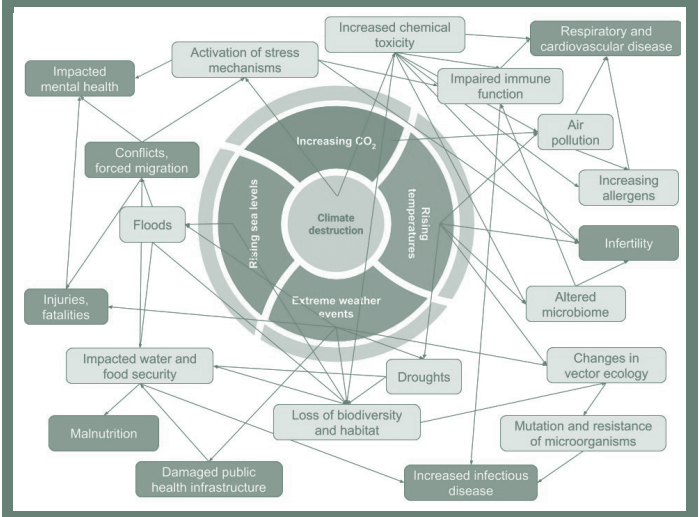 Increased chemical
toxicity
Respiratory and
cardiovascular disease
Activation of stress
mechanisms
Impacted
mental health
Impaired immune
function
Increasing CO₂
Air
pollution
Conflicts,
forced migration
Increasing
allergens
Rising sea levels
Climate
destruction
Rising
temperatures
Floods
Infertility
Injuries,
fatalities
Extreme weather
events
Altered
microbiome
Impacted water and
food security
Droughts
Changes in
vector ecology
Loss of biodiversity
and habitat
Malnutrition
Mutation and resistance
of microorganisms
Damaged public
health infrastructure
Increased infectious
disease